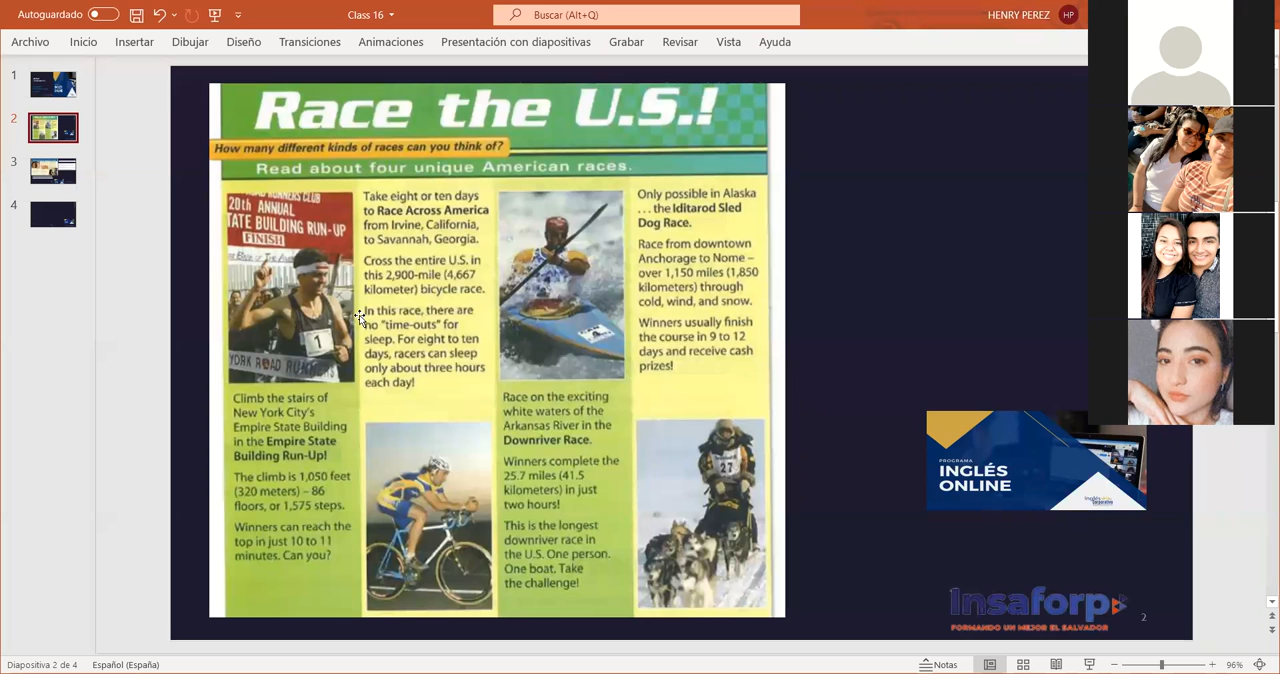 Autoguardado
Class 16
Buscar (Alt+Q)
HENRY PEREZ
HP
Archivo
Inicio
Insertar
Dibujar
Diseño
Transiciones
Animaciones
Presentación con diapositivas
Grabar
Revisar
Vista
Ayuda
1
2
3
4
Race the U.S.!
How many different kinds of races can you think of?
Read about four unique American races.
20th ANNUAL
STATE BUILDING RUN-UP
FINISH
1
YORK ROAD RUNNERS
Climb the stairs of
New York City's
Empire State Building
in the Empire State
Building Run-Up!
The climb is 1,050 feet
(320 meters) – 86
floors, or 1,575 steps.
Winners can reach the
top in just 10 to 11
minutes. Can you?
Take eight or ten days
to Race Across America
from Irvine, California,
to Savannah, Georgia.
Cross the entire U.S. in
this 2,900-mile (4,667
kilometer) bicycle race.
In this race, there are
no "time-outs" for
sleep. For eight to ten
days, racers can sleep
only about three hours
each day!
Race on the exciting
white waters of the
Arkansas River in the
Downriver Race.
Winners complete the
25.7 miles (41.5
kilometers) in just
two hours!
This is the longest
downriver race in
the U.S. One person.
One boat. Take
the challenge!
Only possible in Alaska
. . . the Iditarod Sled
Dog Race.
Race from downtown
Anchorage to Nome –
over 1,150 miles (1,850
kilometers) through
cold, wind, and snow.
Winners usually finish
the course in 9 to 12
days and receive cash
prizes!
27
PROGRAMA
INGLÉS
ONLINE
Insaforp
FORMANDO UN MEJOR EL SALVADOR
2
Diapositiva 2 de 4
Español (España)
Notas
96%